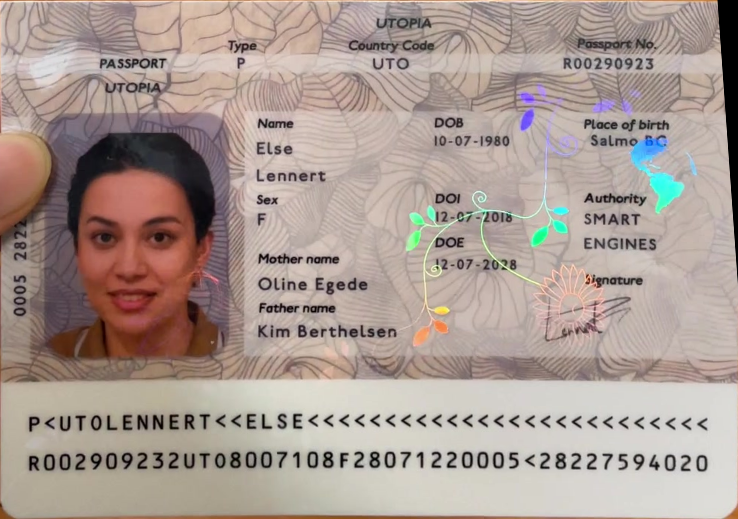 UTOPIA
Type Country Code Passport No.
PASSPORT P UTO R00290923
UTOPIA
Name DOB Place of birth
Else 10-07-1980 Salmo BC
Lennert
Sex DOI Authority
F 12-07-2018 SMART
DOE ENGINES
Mother name 12-07-2028
Oline Egede Signature
Father name
Kim Berthelsen Lennert
0005 2822
P<UTOLENNERT<<ELSE<<<<<<<<<<<<<<<<<<<<<<<<<<
R002909232UTO8007108F28071220005<28227594020